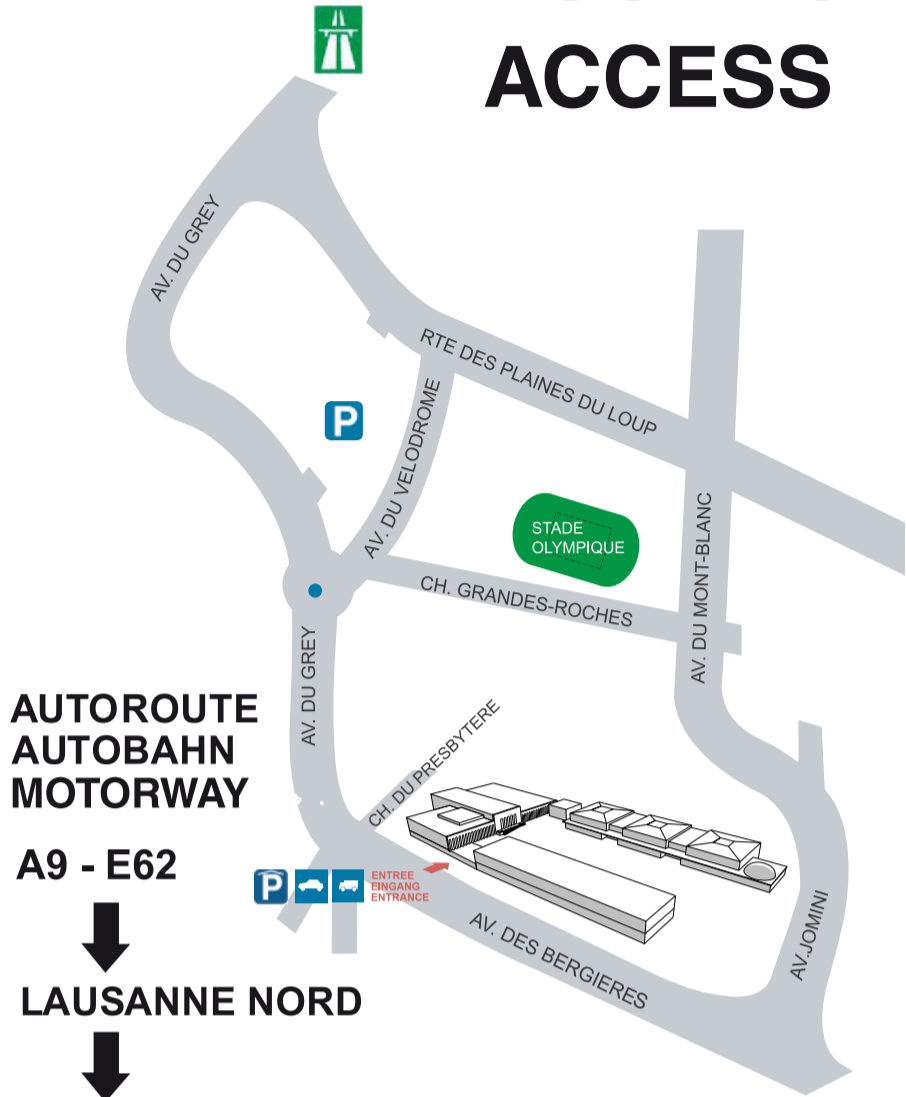 ACCESS
AV. DU GREY
RTE DES PLAINES DU LOUP
P
AV. DU VELODROME
STADE
OLYMPIQUE
CH. GRANDES-ROCHES
AV. DU MONT-BLANC
AV. DU GREY
AUTOROUTE
AUTOBAHN
MOTORWAY
CH. DU PRESBYTERE
A9 - E62
P
ENTREE
EINGANG
ENTRANCE
AV. DES BERGIERES
AV.JOMINI
LAUSANNE NORD